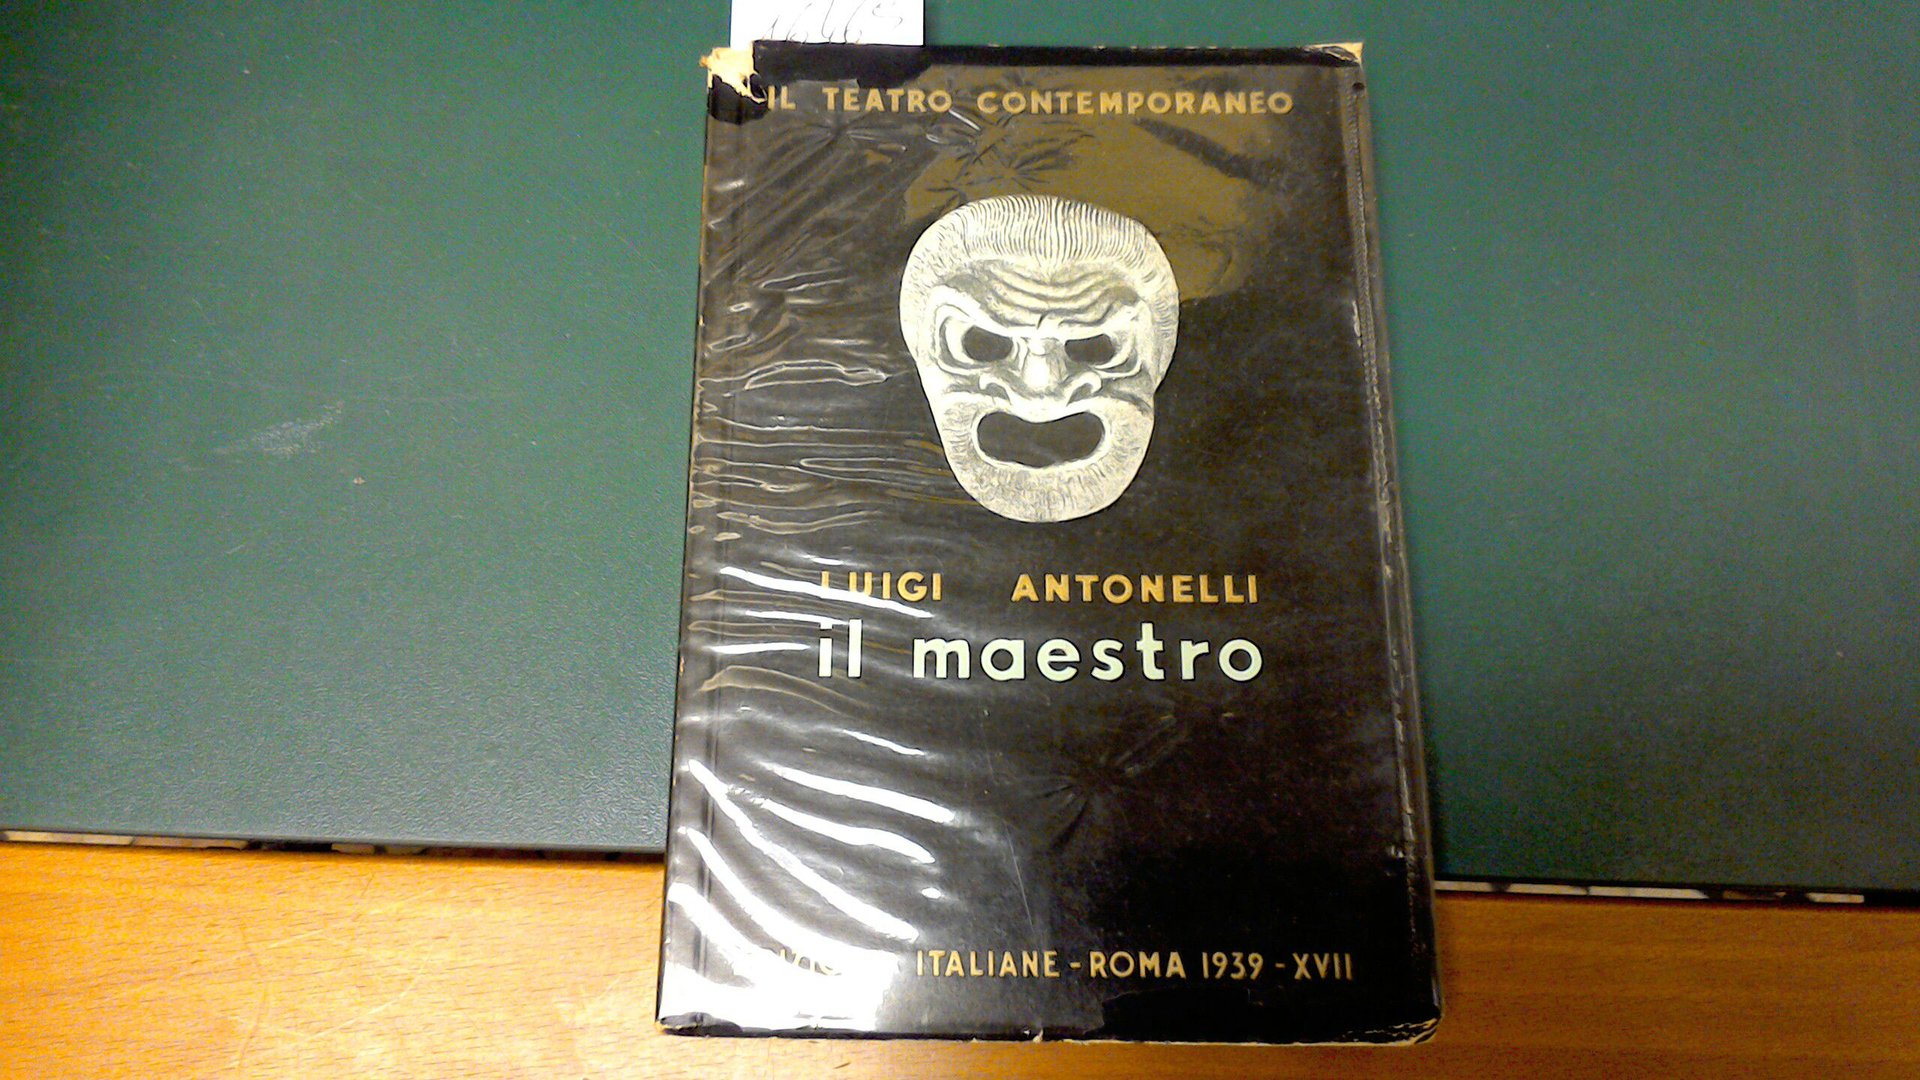 IL TEATRO CONTEMPORANEO
LUIGI ANTONELLI
il maestro
ITALIANE - ROMA 1939 - XVII